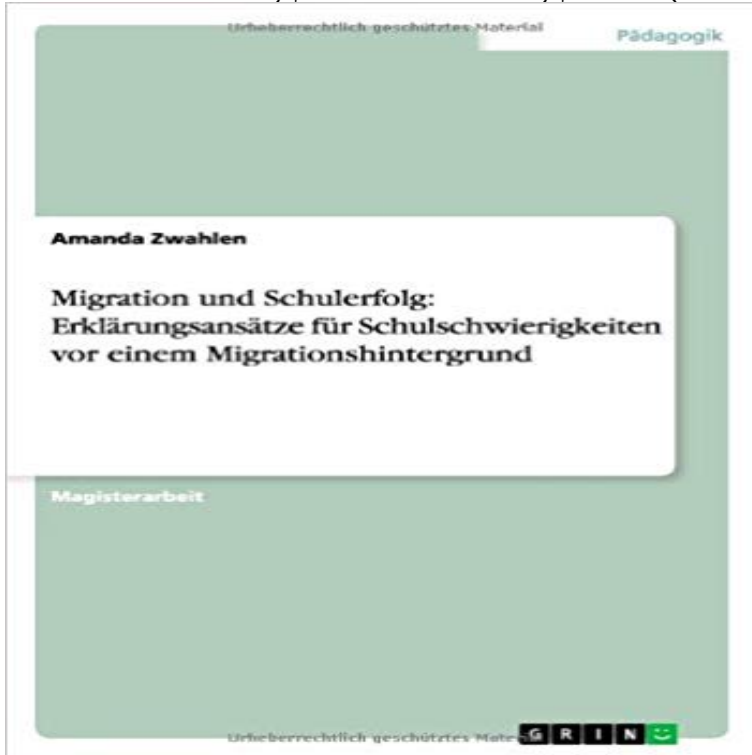 Urheberrechtlich geschütztes Material
Pädagogik
Amanda Zwahlen
Migration und Schulerfolg:
Erklärungsansätze für Schulschwierigkeiten
vor einem Migrationshintergrund
Magisterarbeit
Urheberrechtlich geschütztes Mate
GRIN